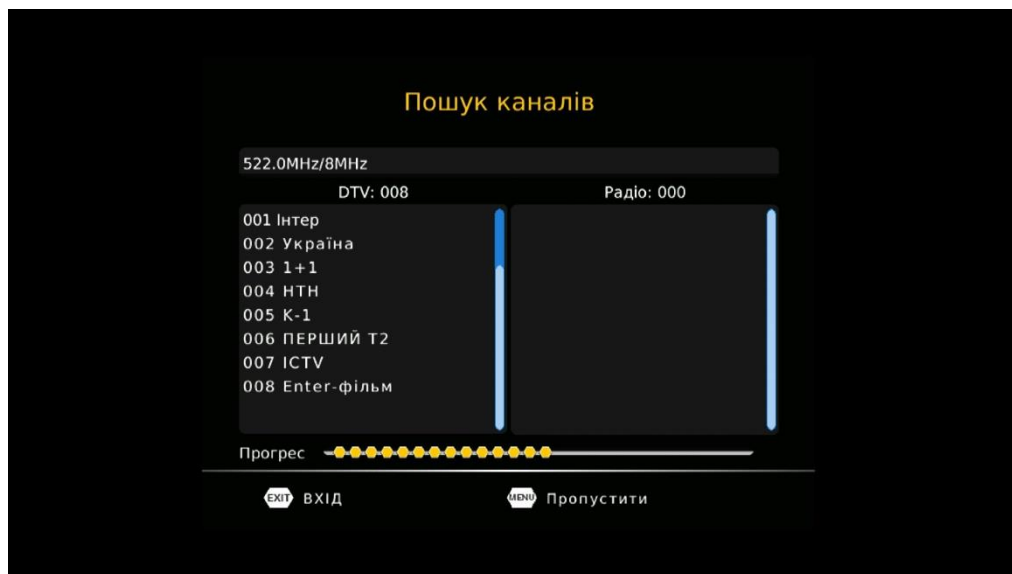 Пошук каналів
522.0MHz/8MHz
DTV: 008
Радіо: 000
001 Інтер
002 Україна
003 1+1
004 НТН
005 К-1
006 ПЕРШИЙ Т2
007 ICTV
008 Enter-фільм
Прогрес
EXIT ВХІД
MENU Пропустити